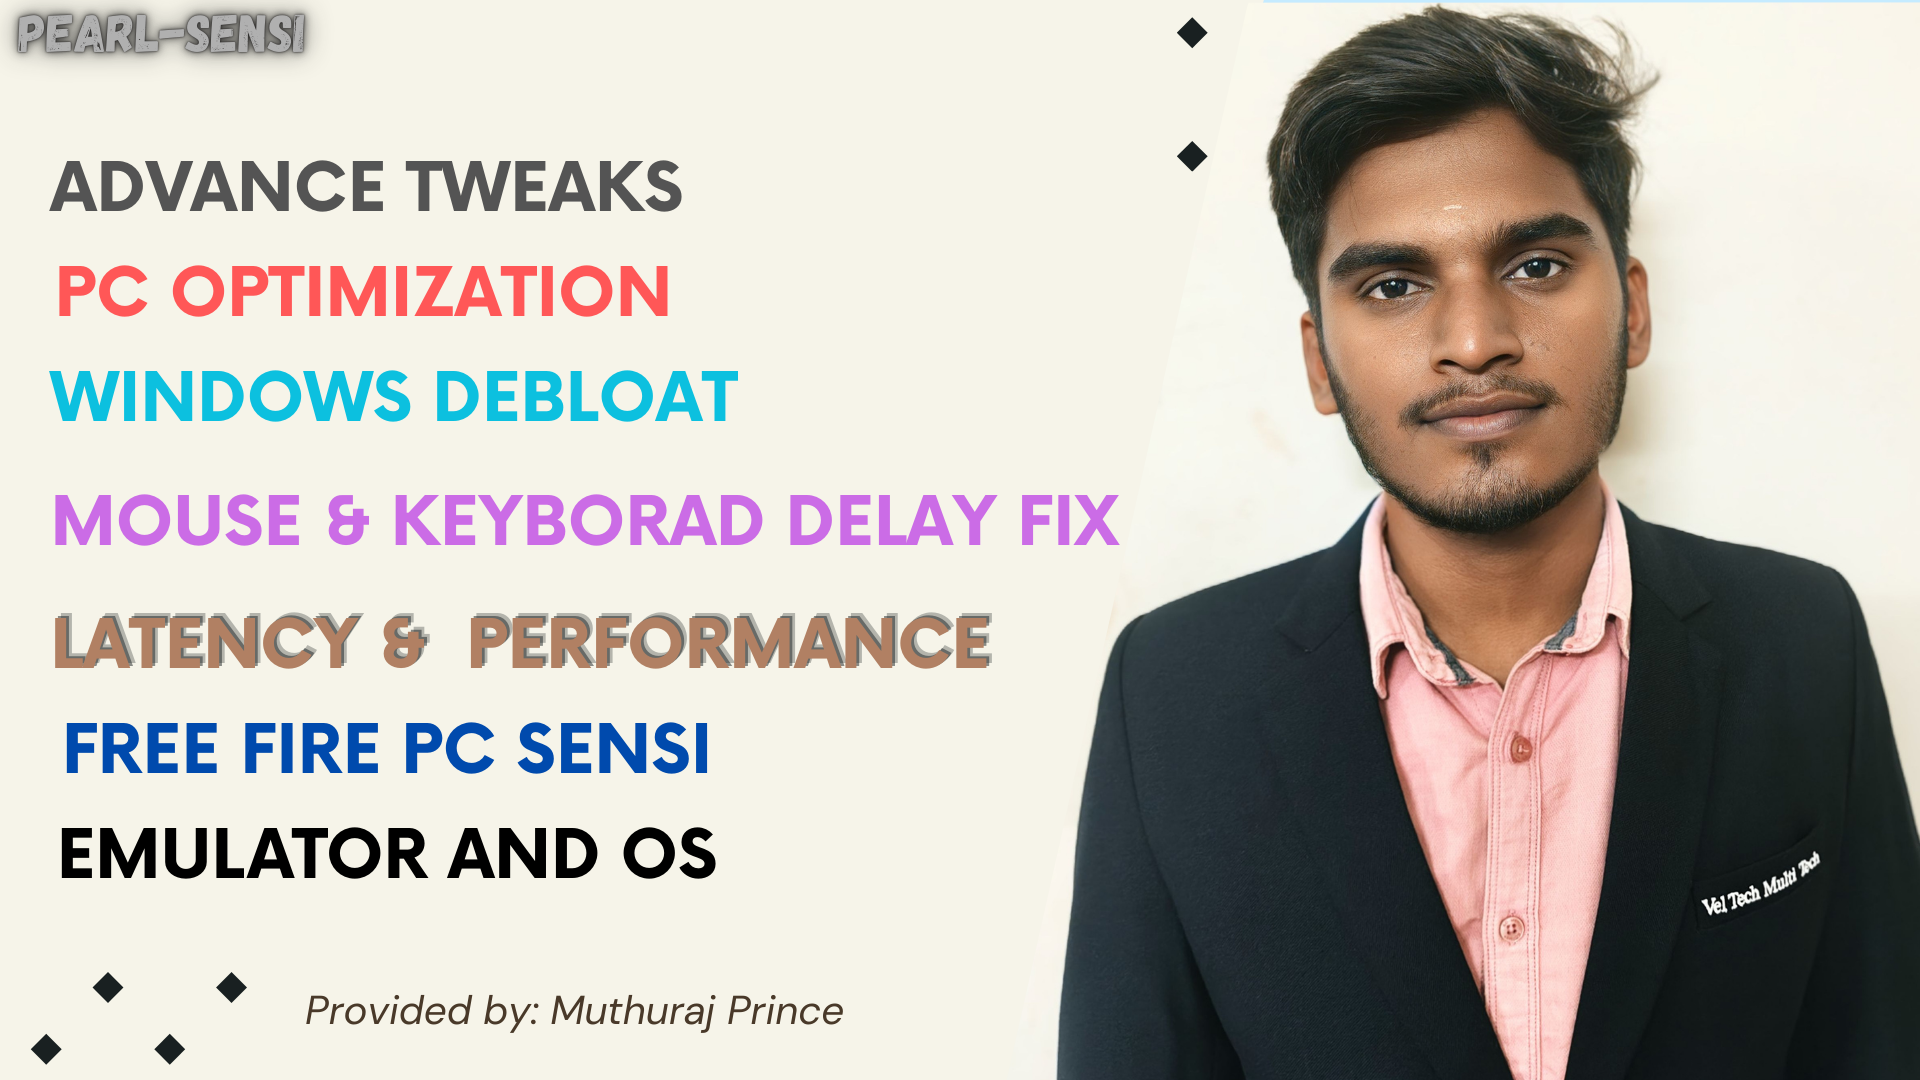 PEARL-SENSI
ADVANCE TWEAKS
PC OPTIMIZATION
WINDOWS DEBLOAT
MOUSE & KEYBORAD DELAY FIX
LATENCY & PERFORMANCE
FREE FIRE PC SENSI
EMULATOR AND OS
Vel Tech Multi Tech
Provided by: Muthuraj Prince